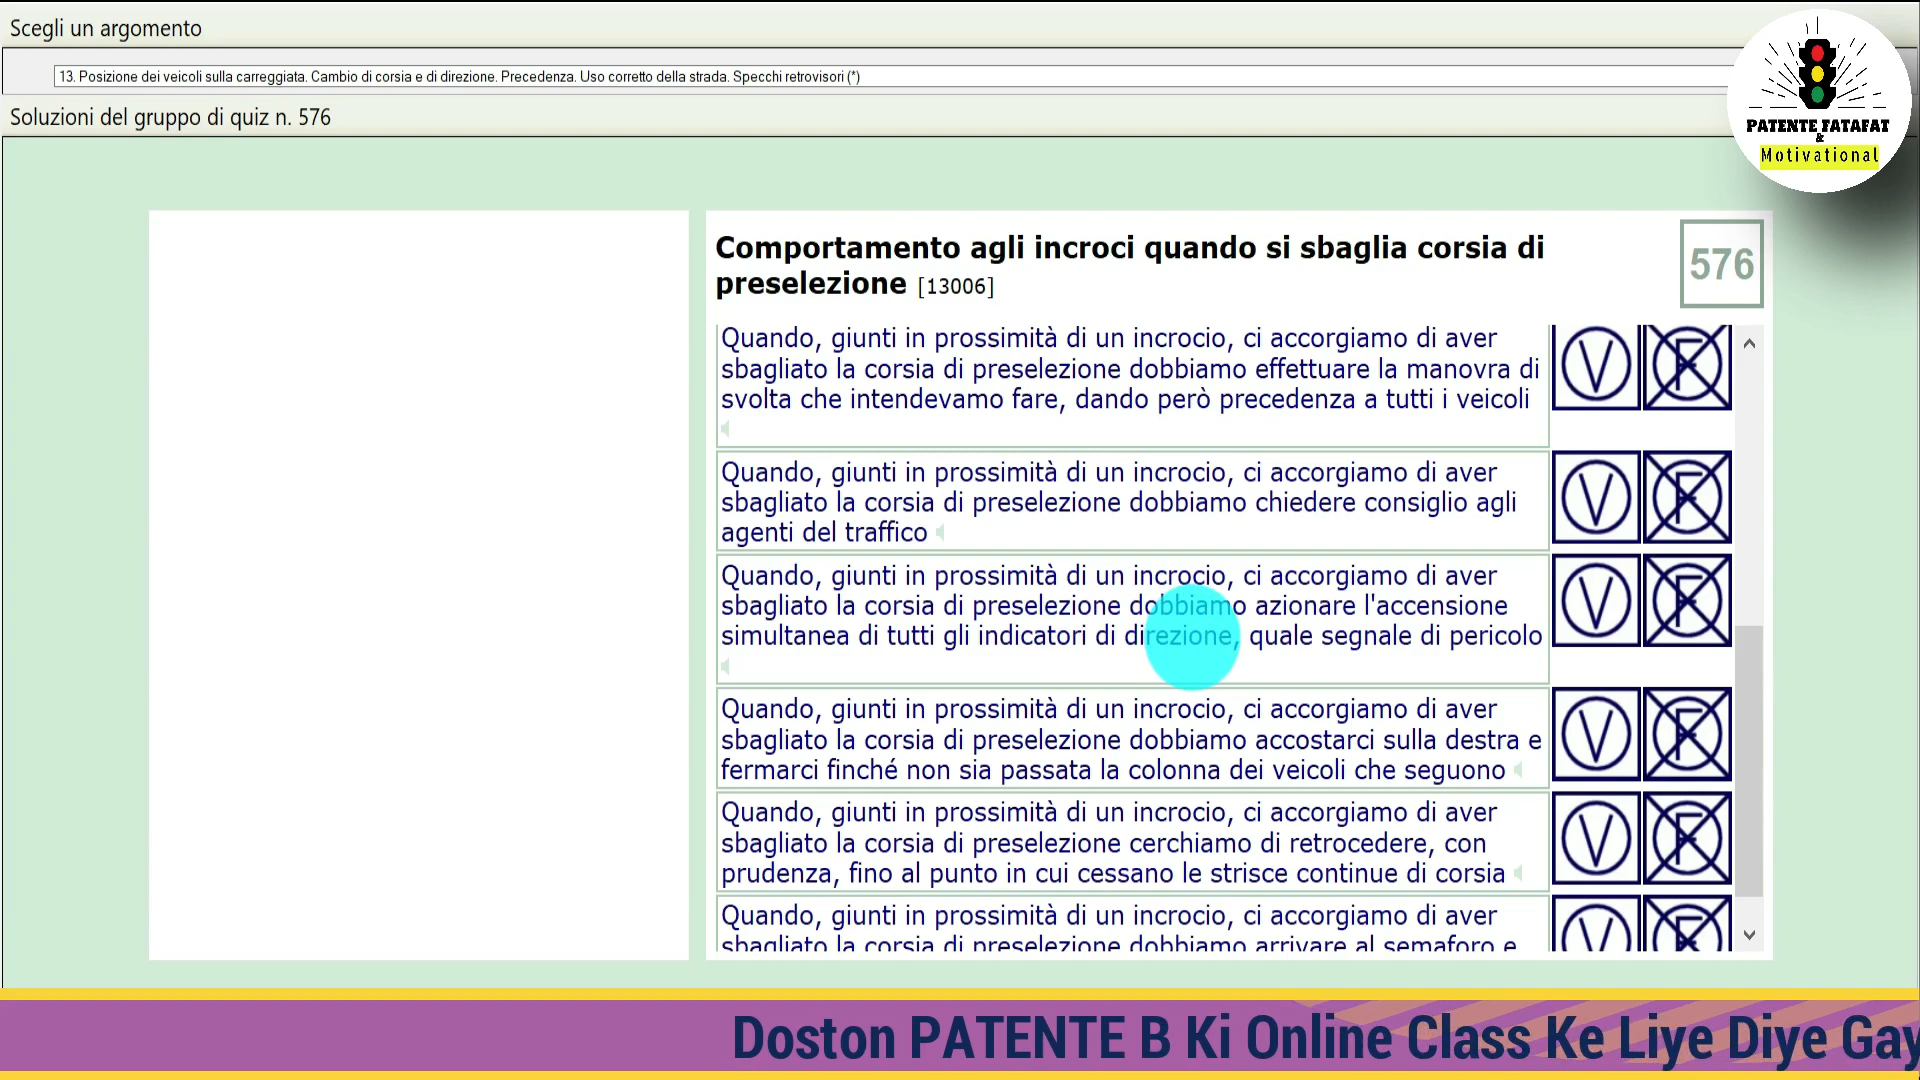 Scegli un argomento
13. Posizione dei veicoli sulla carreggiata. Cambio di corsia e di direzione. Precedenza. Uso corretto della strada. Specchi retrovisori (*)
Soluzioni del gruppo di quiz n. 576
PATENTE FATAFAT
&
Motivational
Comportamento agli incroci quando si sbaglia corsia di
preselezione [13006]
576
Quando, giunti in prossimità di un incrocio, ci accorgiamo di aver
sbagliato la corsia di preselezione dobbiamo effettuare la manovra di
svolta che intendevamo fare, dando però precedenza a tutti i veicoli
V F
Quando, giunti in prossimità di un incrocio, ci accorgiamo di aver
sbagliato la corsia di preselezione dobbiamo chiedere consiglio agli
agenti del traffico
V F
Quando, giunti in prossimità di un incrocio, ci accorgiamo di aver
sbagliato la corsia di preselezione dobbiamo azionare l'accensione
simultanea di tutti gli indicatori di direzione, quale segnale di pericolo
V F
Quando, giunti in prossimità di un incrocio, ci accorgiamo di aver
sbagliato la corsia di preselezione dobbiamo accostarci sulla destra e
fermarci finché non sia passata la colonna dei veicoli che seguono
V F
Quando, giunti in prossimità di un incrocio, ci accorgiamo di aver
sbagliato la corsia di preselezione cerchiamo di retrocedere, con
prudenza, fino al punto in cui cessano le strisce continue di corsia
V F
Quando, giunti in prossimità di un incrocio, ci accorgiamo di aver
sbagliato la corsia di preselezione dobbiamo arrivare al semaforo e
V F
Doston PATENTE B Ki Online Class Ke Liye Diye Gay